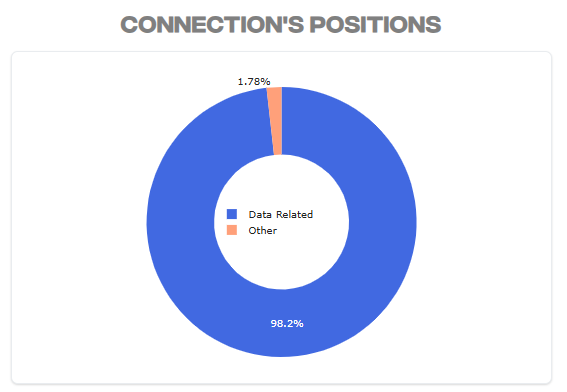 CONNECTION'S POSITIONS
1.78%
Data Related
Other
98.2%